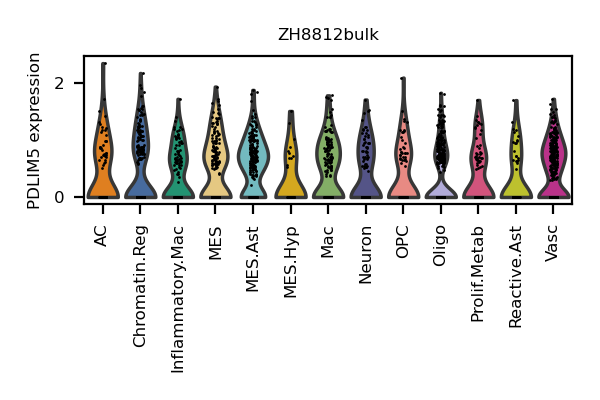 ZH8812bulk
PDLIM5 expression
2
0
AC
Chromatin.Reg
Inflammatory.Mac
MES
MES.Ast
MES.Hyp
Mac
Neuron
OPC
Oligo
Prolif.Metab
Reactive.Ast
Vasc